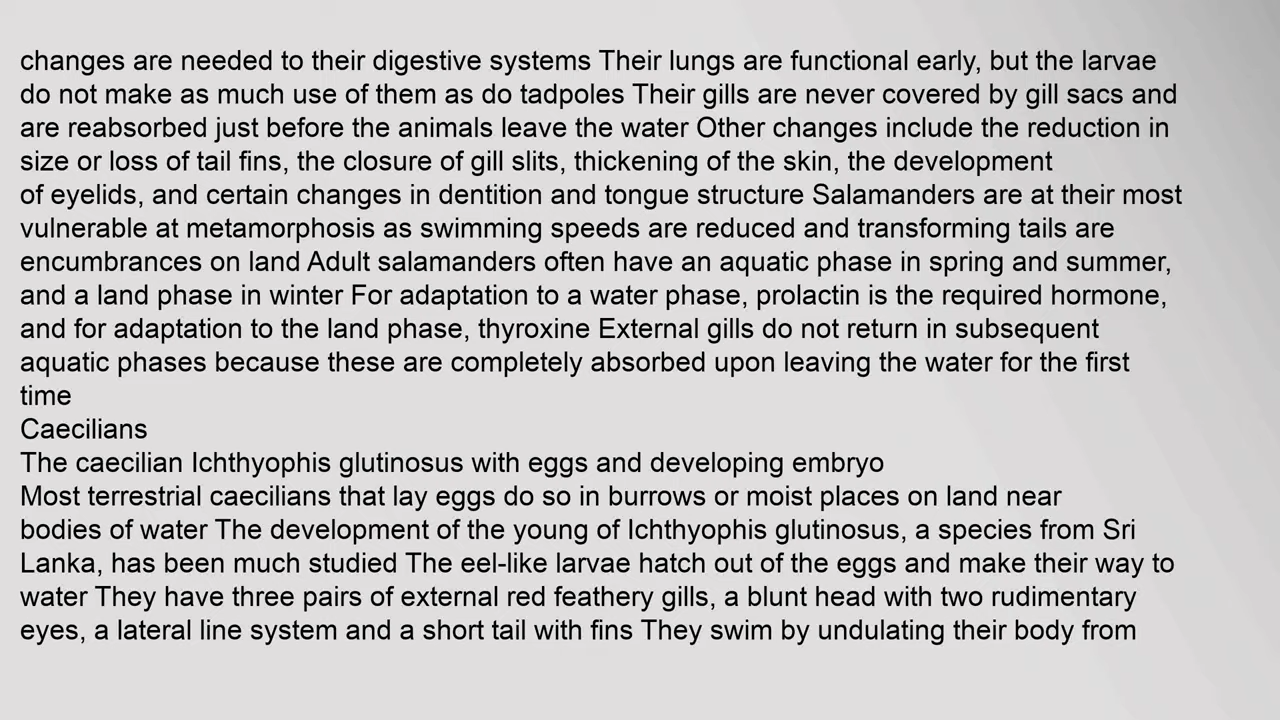 changes are needed to their digestive systems Their lungs are functional early, but the larvae
do not make as much use of them as do tadpoles Their gills are never covered by gill sacs and
are reabsorbed just before the animals leave the water Other changes include the reduction in
size or loss of tail fins, the closure of gill slits, thickening of the skin, the development
of eyelids, and certain changes in dentition and tongue structure Salamanders are at their most
vulnerable at metamorphosis as swimming speeds are reduced and transforming tails are
encumbrances on land Adult salamanders often have an aquatic phase in spring and summer,
and a land phase in winter For adaptation to a water phase, prolactin is the required hormone,
and for adaptation to the land phase, thyroxine External gills do not return in subsequent
aquatic phases because these are completely absorbed upon leaving the water for the first
time
Caecilians
The caecilian Ichthyophis glutinosus with eggs and developing embryo
Most terrestrial caecilians that lay eggs do so in burrows or moist places on land near
bodies of water The development of the young of Ichthyophis glutinosus, a species from Sri
Lanka, has been much studied The eel-like larvae hatch out of the eggs and make their way to
water They have three pairs of external red feathery gills, a blunt head with two rudimentary
eyes, a lateral line system and a short tail with fins They swim by undulating their body from